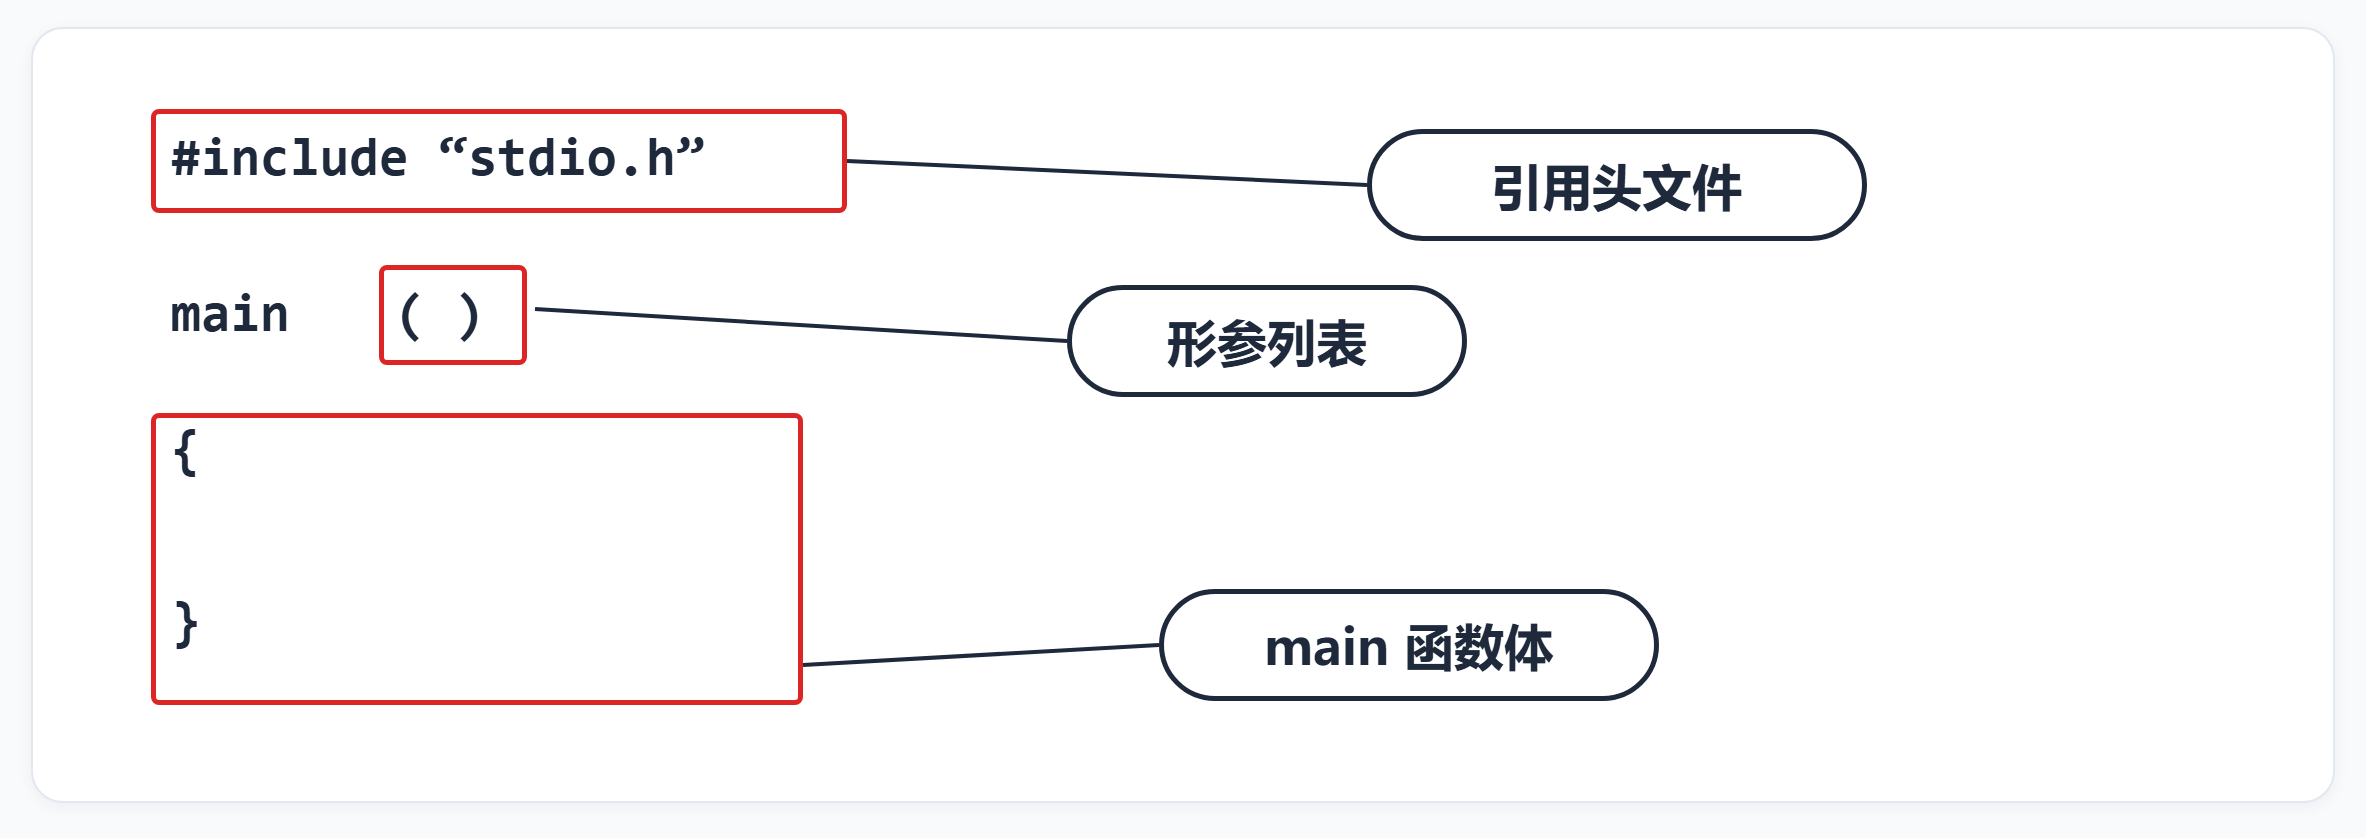 #include “stdio.h”
引用头文件
main ( )
形参列表
{
}
main 函数体